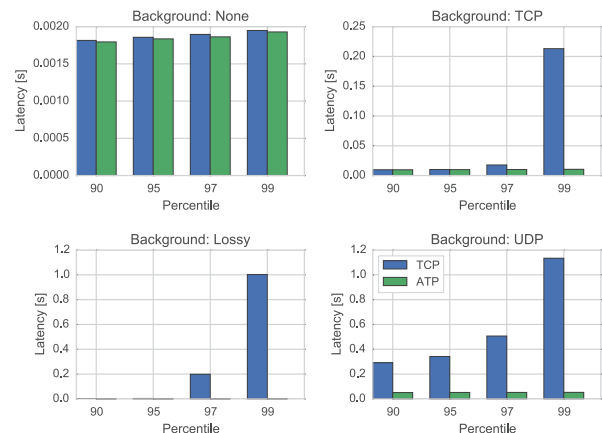 Background: None
Latency [s]
0.0020
0.0015
0.0010
0.0005
0.0000
90 95 97 99
Percentile
Background: TCP
Latency [s]
0.25
0.20
0.15
0.10
0.05
0.00
90 95 97 99
Percentile
Background: Lossy
Latency [s]
1.2
1.0
0.8
0.6
0.4
0.2
0.0
90 95 97 99
Percentile
Background: UDP
Latency [s]
1.2
1.0
0.8
0.6
0.4
0.2
0.0
TCP
ATP
90 95 97 99
Percentile